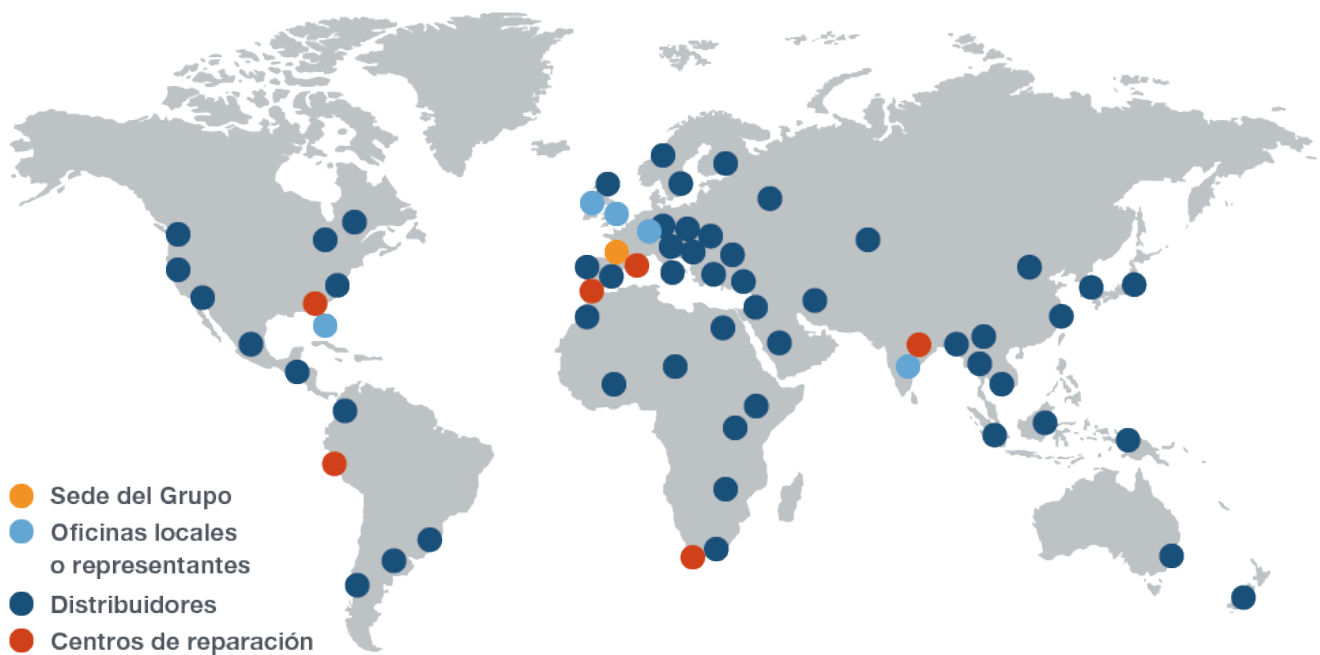 Sede del Grupo
Oficinas locales
o representantes
Distribuidores
Centros de reparación